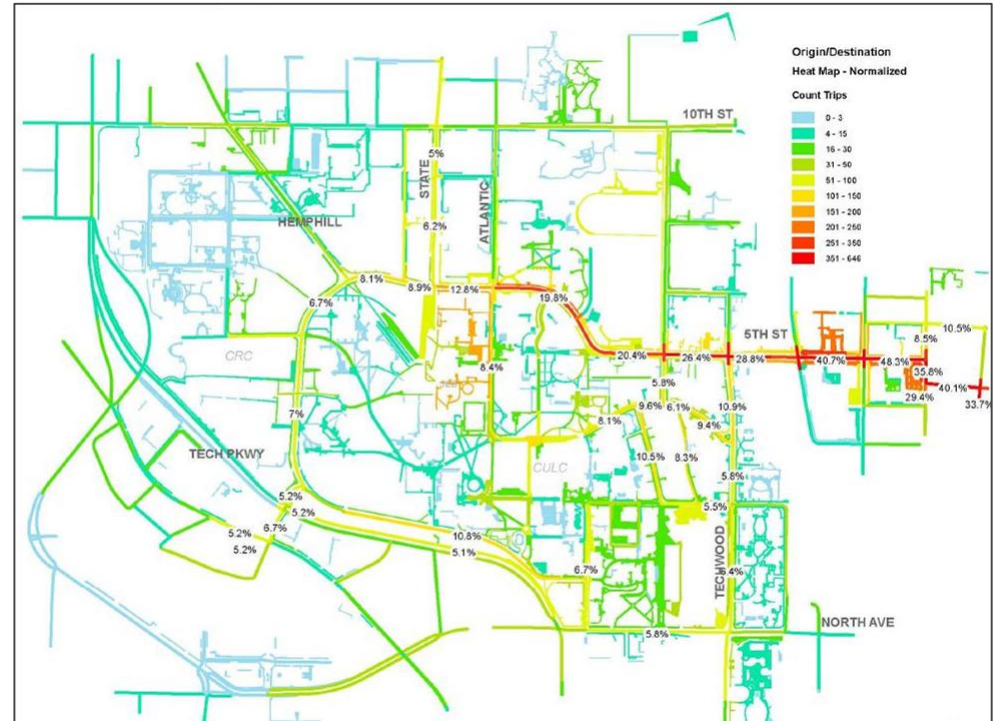 Origin/Destination
Heat Map - Normalized
Count Trips
0 - 3
4 - 15
16 - 30
31 - 50
51 - 100
101 - 150
151 - 200
201 - 250
251 - 350
351 - 646
10TH ST
5%
STATE
ATLANTIC
HEMPHILL
6.2%
8.1%
8.9%
12.8%
19.8%
6.7%
10.5%
5TH ST
8.5%
CRC
20.4%
26.4%
28.8%
40.7%
48.3%
35.8%
8.4%
5.8%
40.1%
29.4%
33.7%
9.6%
6.1%
10.9%
7%
8.1%
9.4%
TECH PKWY
10.5%
8.3%
CULC
5.8%
5.2%
5.2%
5.5%
6.7%
5.2%
10.8%
5.2%
5.1%
6.7%
TECHWOOD
6.4%
NORTH AVE
5.8%